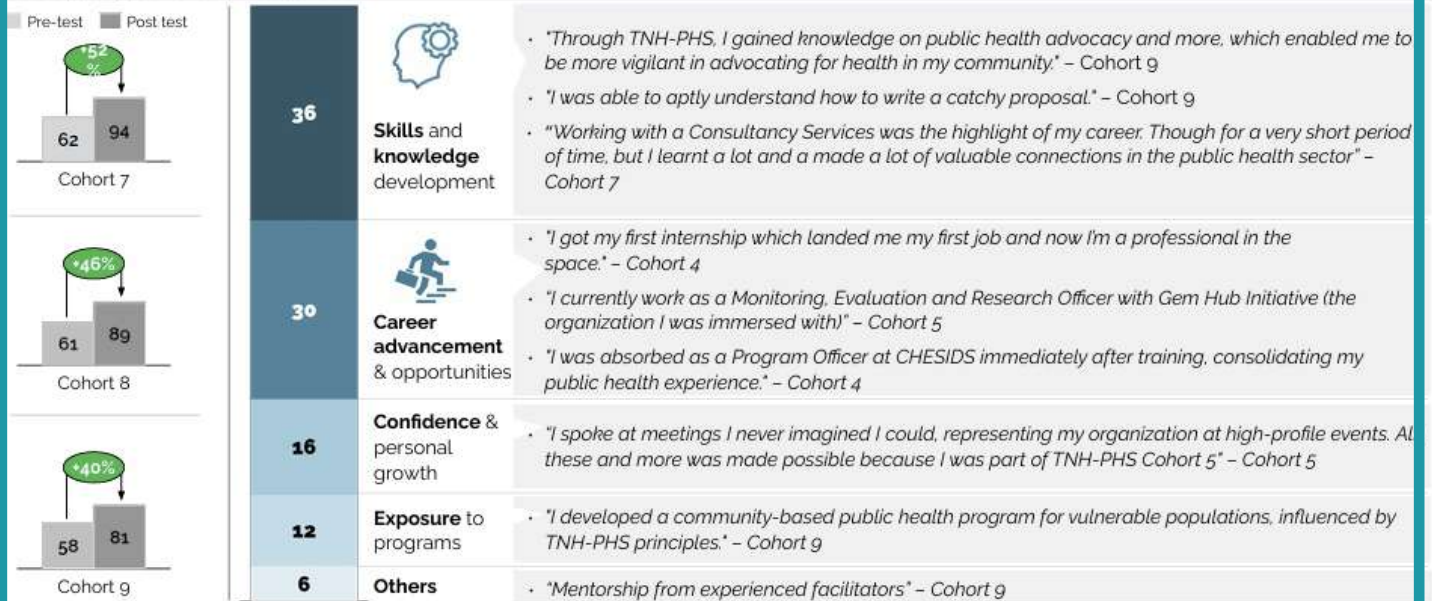 Pre-test Post test
+52
%
62 94
Cohort 7
+46%
61 89
Cohort 8
+40%
58 81
Cohort 9
36
Skills and
knowledge
development
• "Through TNH-PHS, I gained knowledge on public health advocacy and more, which enabled me to
be more vigilant in advocating for health in my community." – Cohort 9
• "I was able to aptly understand how to write a catchy proposal." – Cohort 9
• "Working with a Consultancy Services was the highlight of my career. Though for a very short period
of time, but I learnt a lot and a made a lot of valuable connections in the public health sector" –
Cohort 7
30
Career
advancement
& opportunities
• "I got my first internship which landed me my first job and now I'm a professional in the
space." – Cohort 4
• "I currently work as a Monitoring, Evaluation and Research Officer with Gem Hub Initiative (the
organization I was immersed with)" – Cohort 5
• "I was absorbed as a Program Officer at CHESIDS immediately after training, consolidating my
public health experience." – Cohort 4
16
Confidence &
personal
growth
• "I spoke at meetings I never imagined I could, representing my organization at high-profile events. Al
these and more was made possible because I was part of TNH-PHS Cohort 5" – Cohort 5
12
Exposure to
programs
• "I developed a community-based public health program for vulnerable populations, influenced by
TNH-PHS principles." – Cohort 9
6
Others
• "Mentorship from experienced facilitators" – Cohort 9